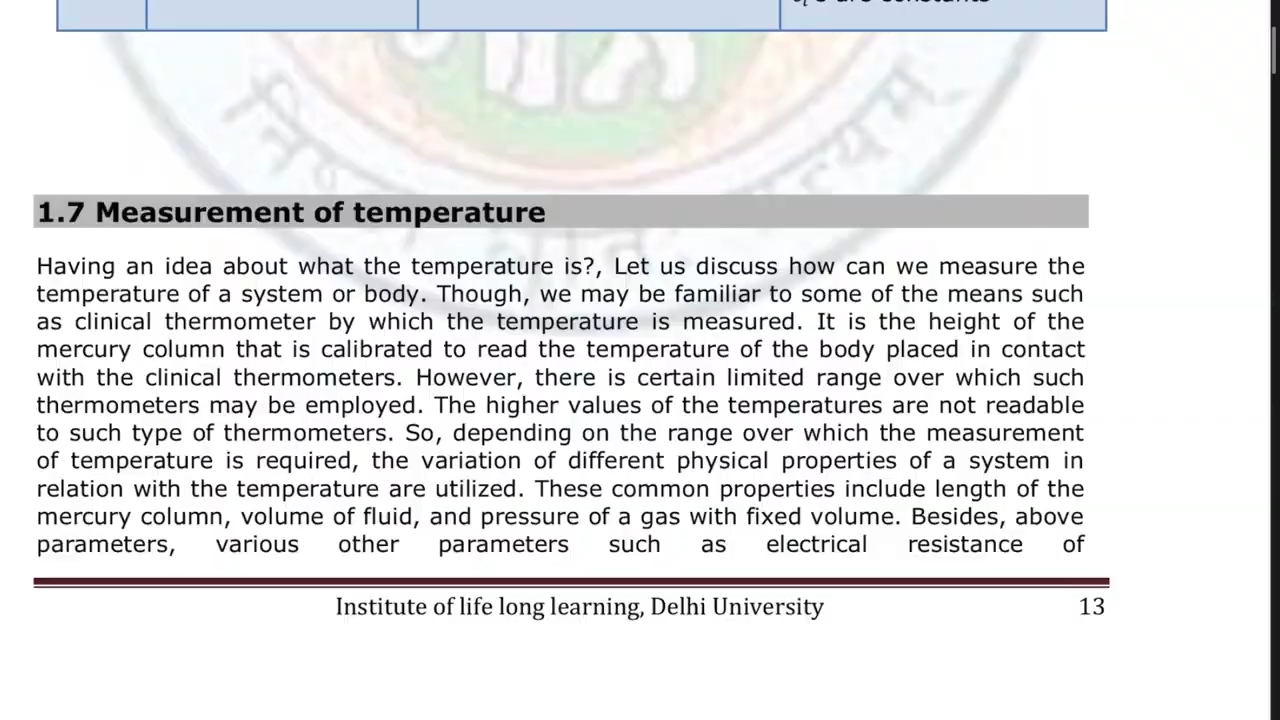 are constants
1.7 Measurement of temperature
Having an idea about what the temperature is?, Let us discuss how can we measure the
temperature of a system or body. Though, we may be familiar to some of the means such
as clinical thermometer by which the temperature is measured. It is the height of the
mercury column that is calibrated to read the temperature of the body placed in contact
with the clinical thermometers. However, there is certain limited range over which such
thermometers may be employed. The higher values of the temperatures are not readable
to such type of thermometers. So, depending on the range over which the measurement
of temperature is required, the variation of different physical properties of a system in
relation with the temperature are utilized. These common properties include length of the
mercury column, volume of fluid, and pressure of a gas with fixed volume. Besides, above
parameters, various other parameters such as electrical resistance of
Institute of life long learning, Delhi University
13